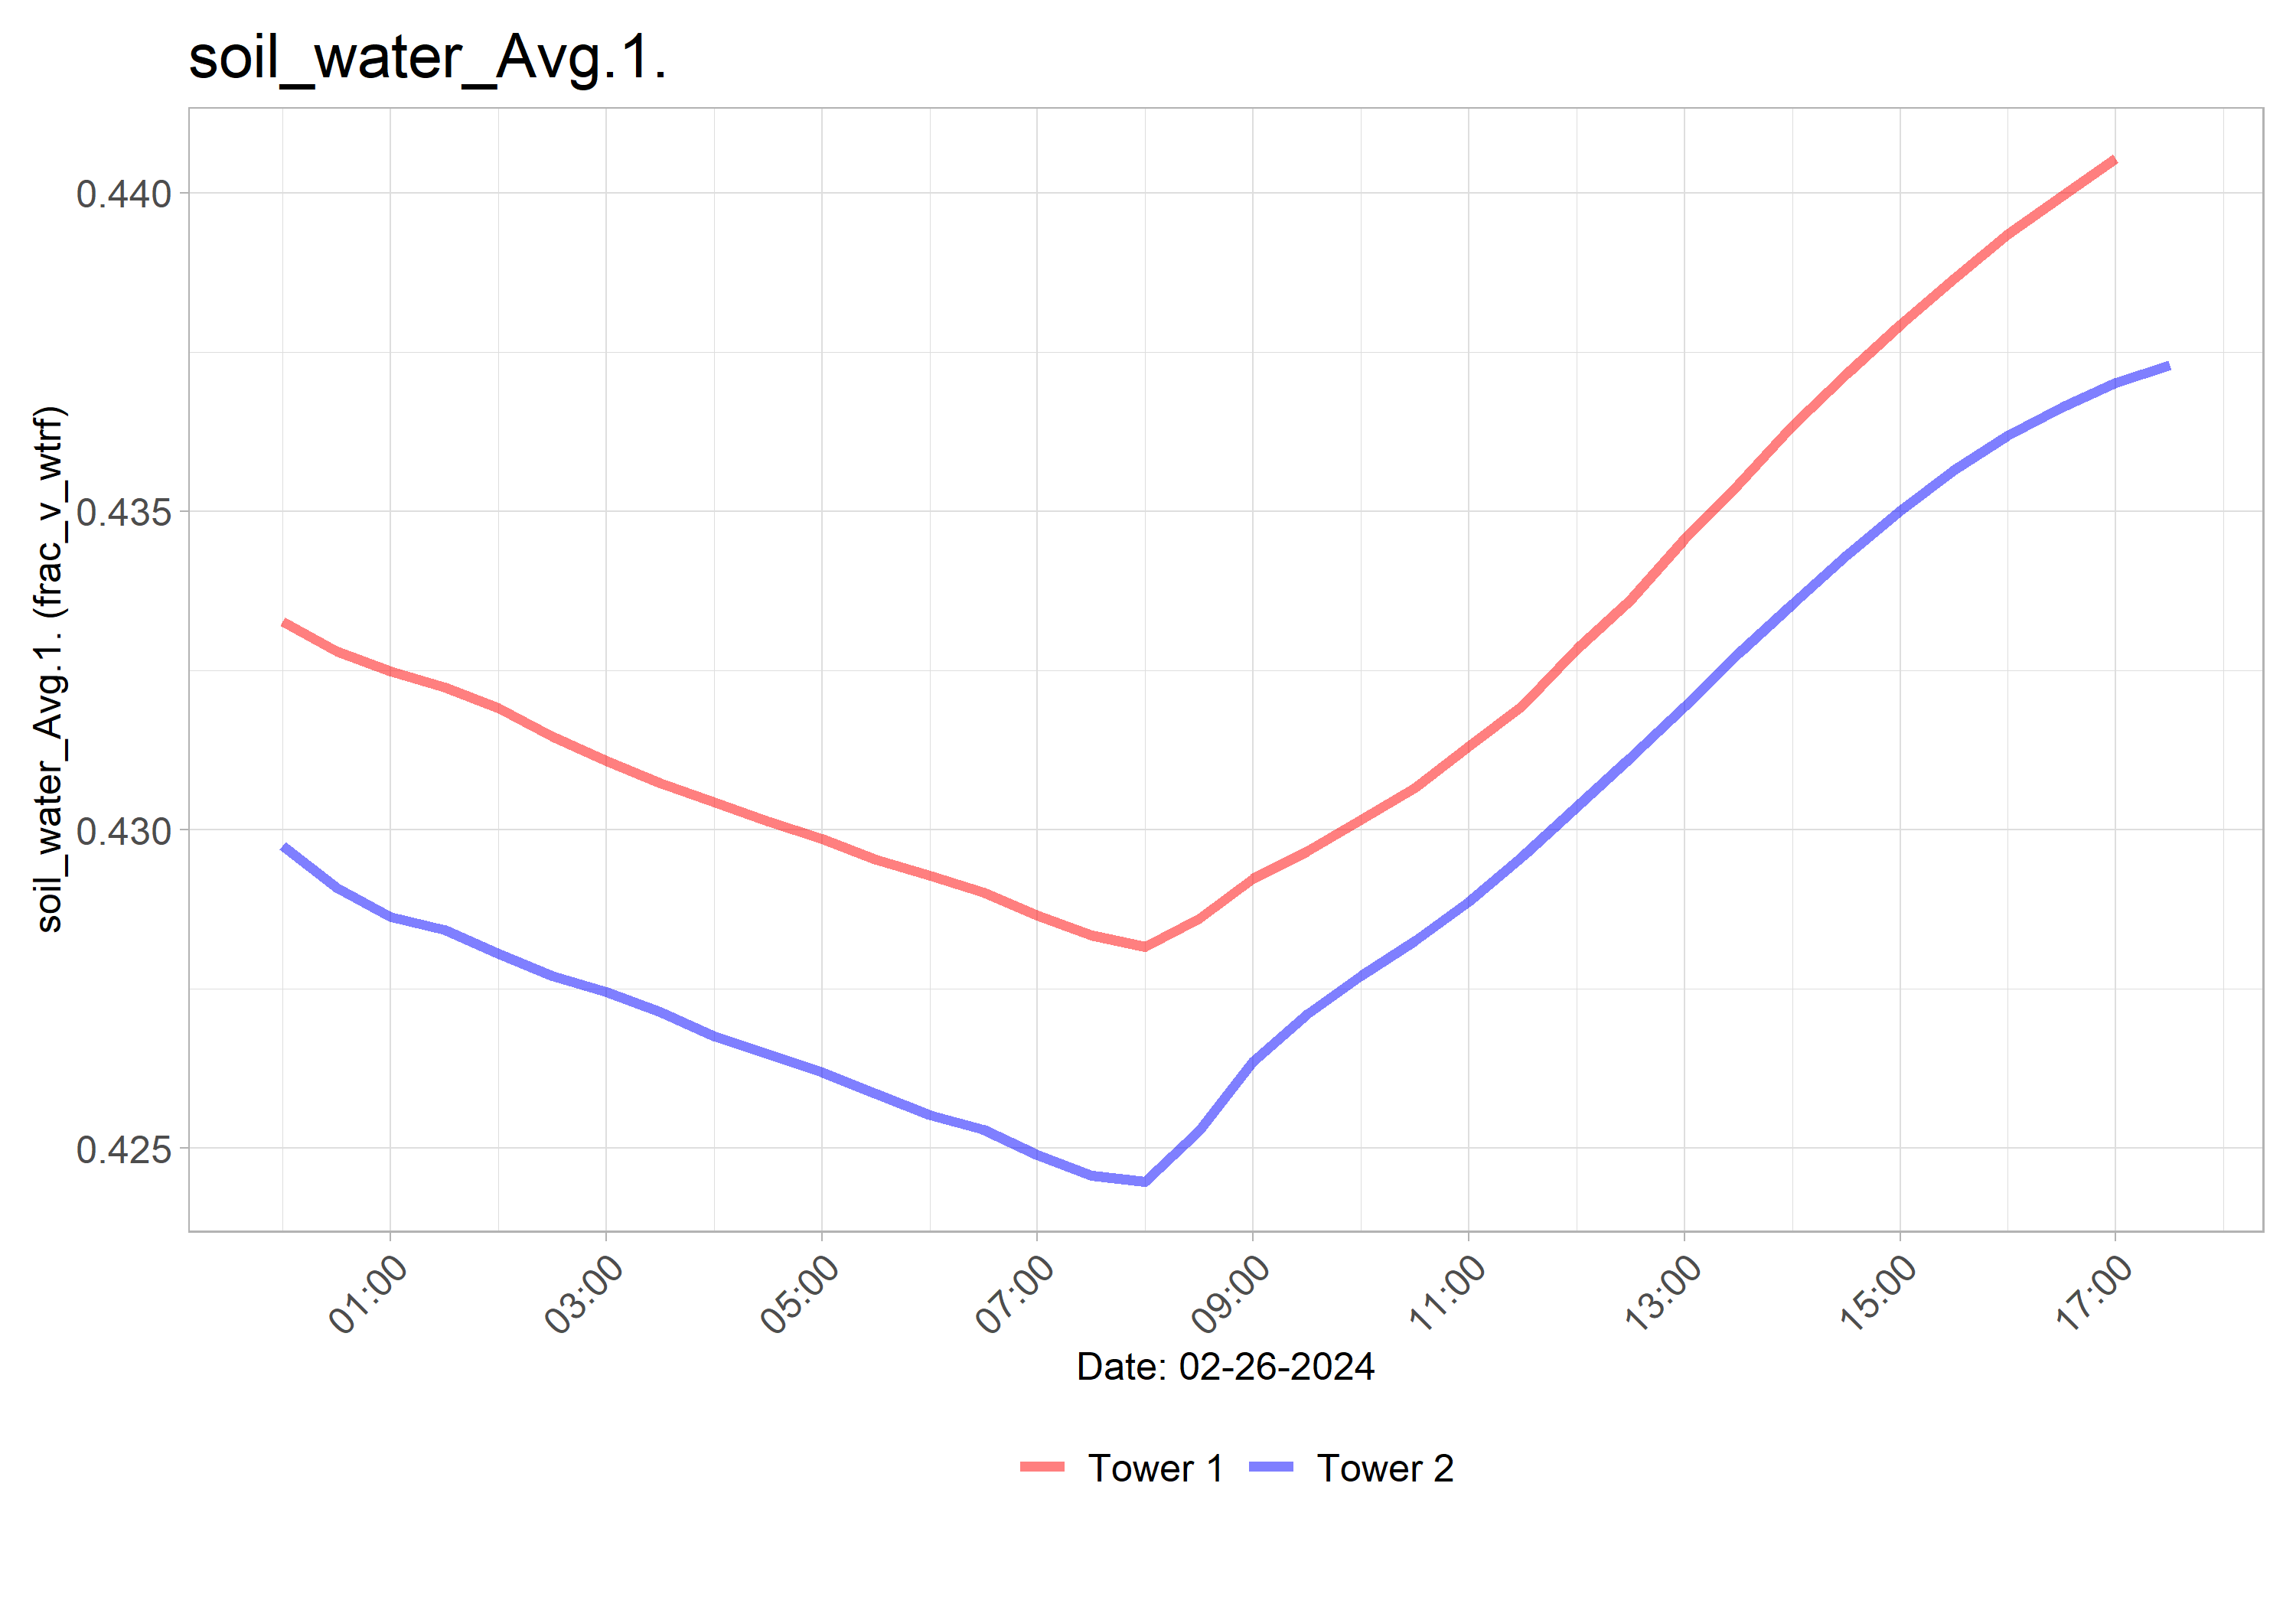 soil_water_Avg.1.
soil_water_Avg.1. (frac_v_wtrf)
0.440
0.435
0.430
0.425
01:00 03:00 05:00 07:00 09:00 11:00 13:00 15:00 17:00
Date: 02-26-2024
Tower 1 Tower 2